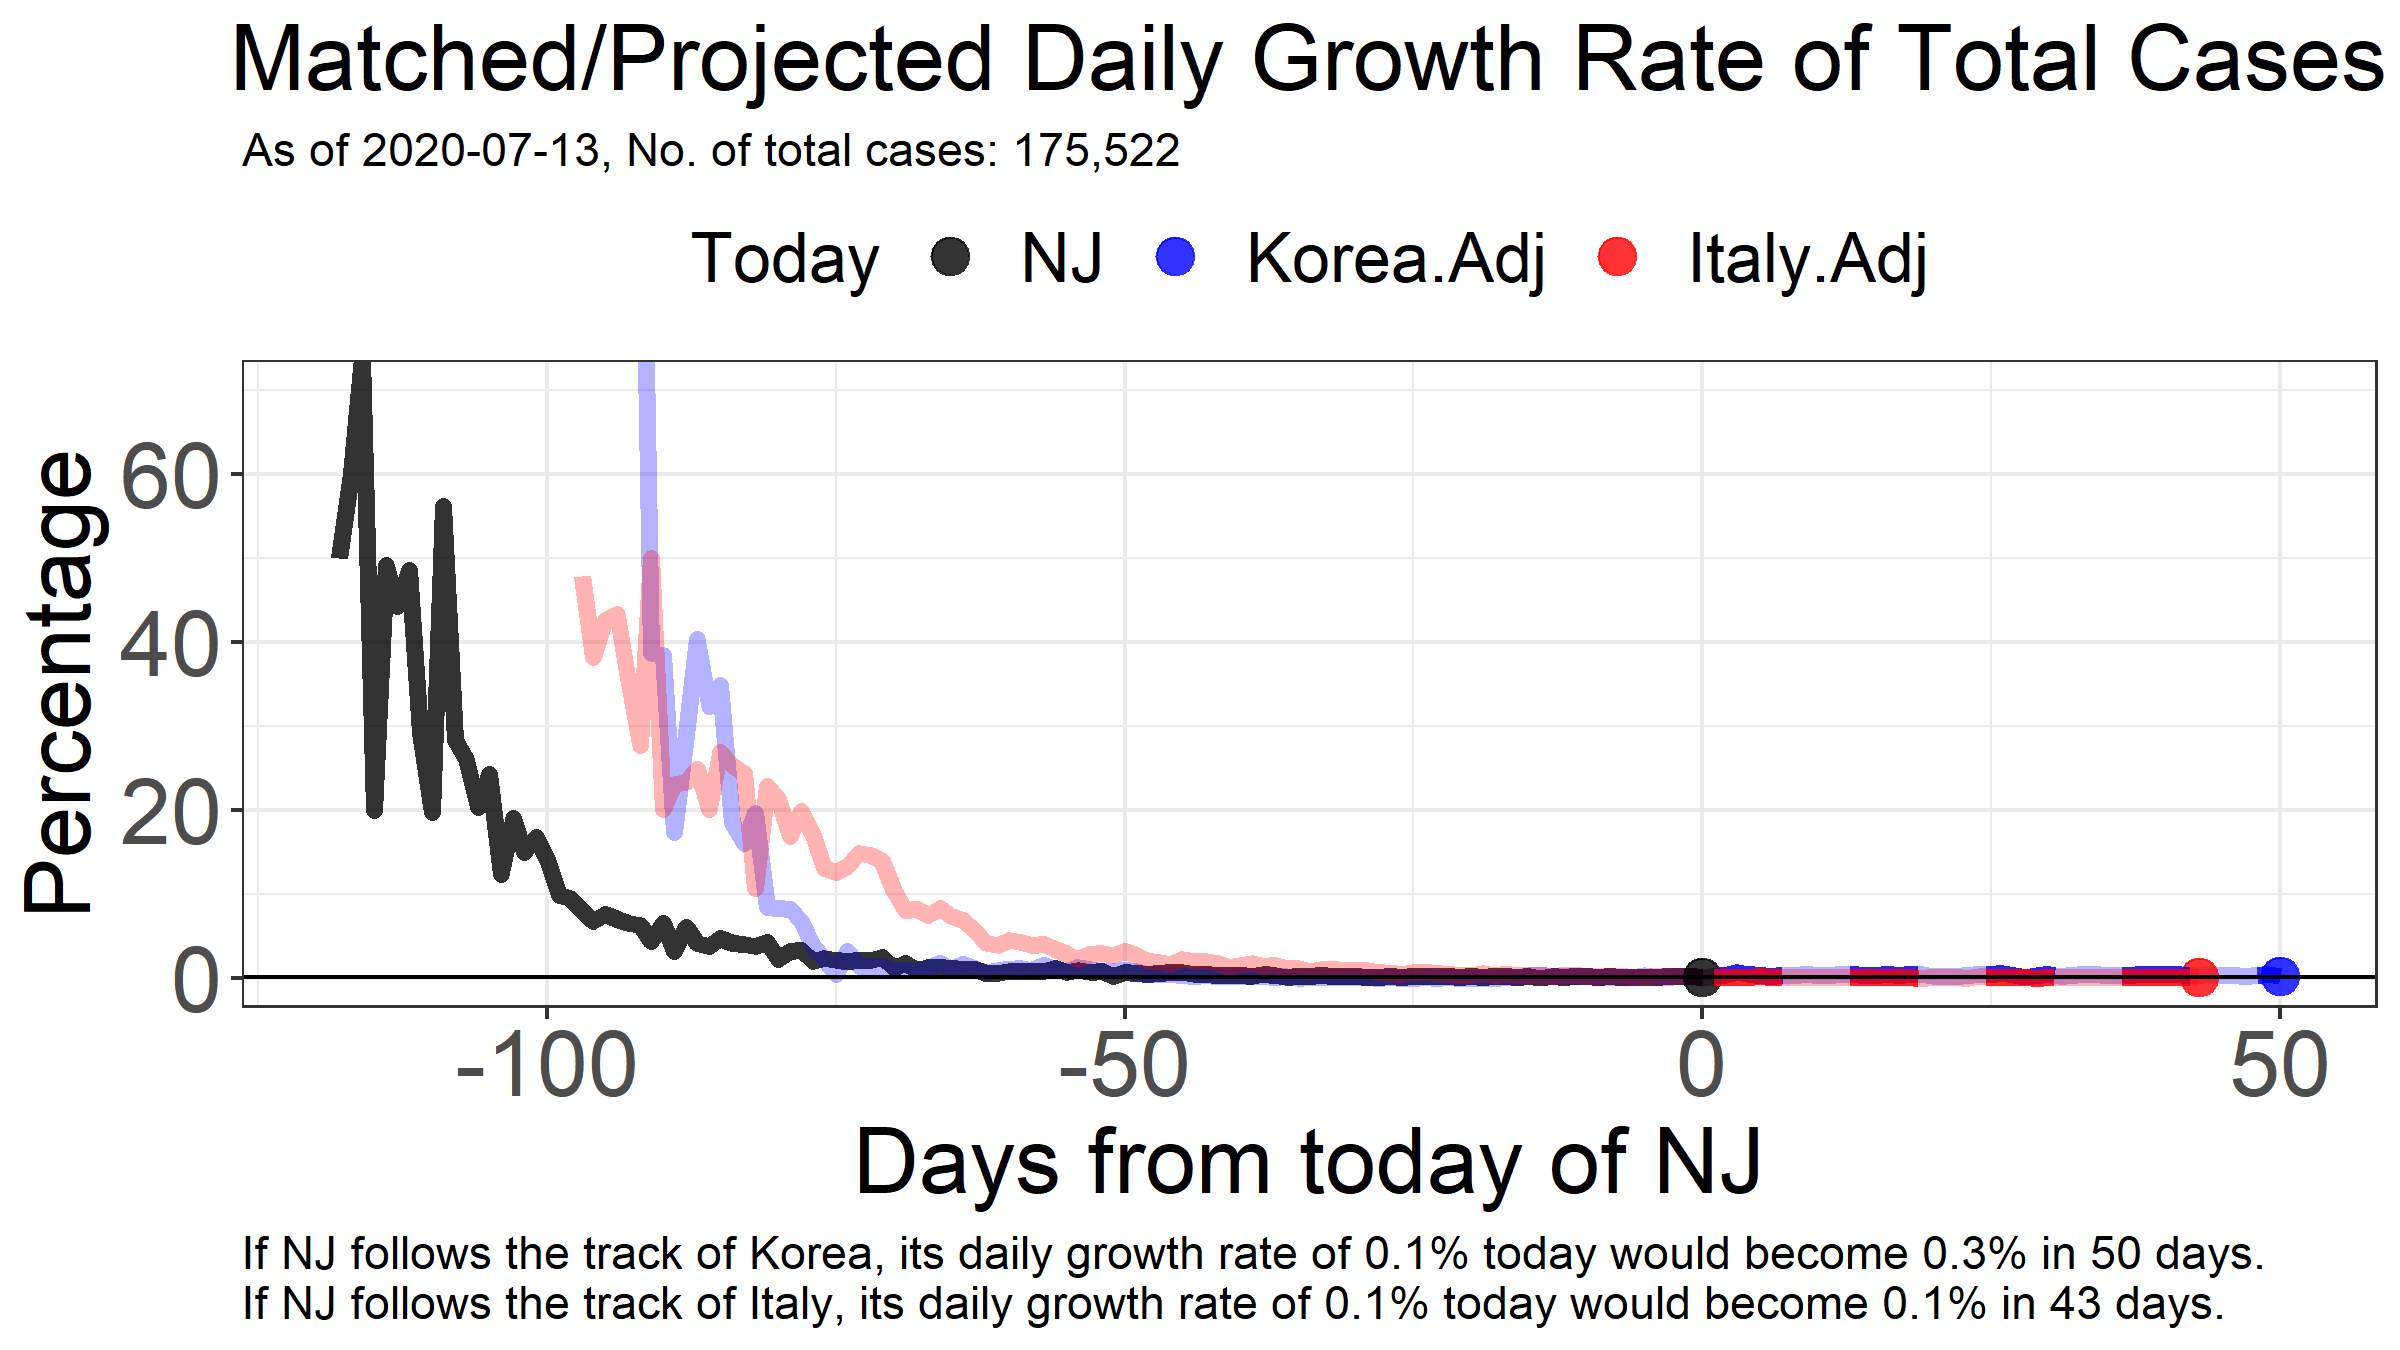 Matched/Projected Daily Growth Rate of Total Cases
As of 2020-07-13, No. of total cases: 175,522
Today NJ Korea.Adj Italy.Adj
Percentage
60
40
20
0
-100 -50 0 50
Days from today of NJ
If NJ follows the track of Korea, its daily growth rate of 0.1% today would become 0.3% in 50 days.
If NJ follows the track of Italy, its daily growth rate of 0.1% today would become 0.1% in 43 days.